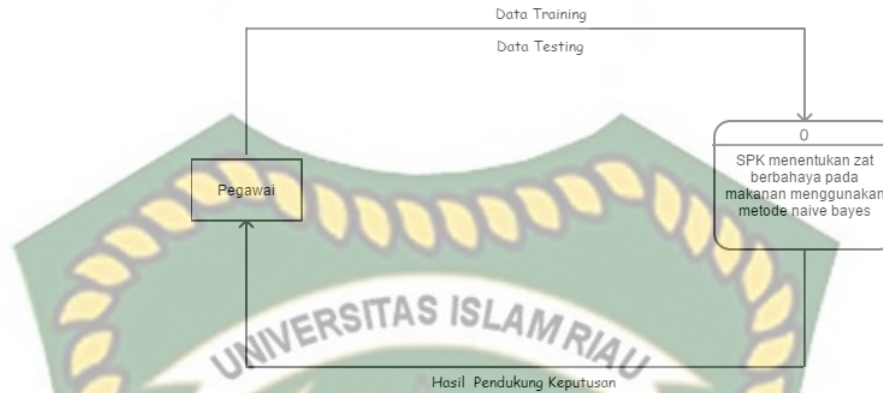 Data Training
Data Testing
0
SPK menentukan zat
berbahaya pada
makanan menggunakan
metode naive bayes
Pegawai
UNIVERSITAS ISLAM RIAU
Hasil Pendukung Keputusan